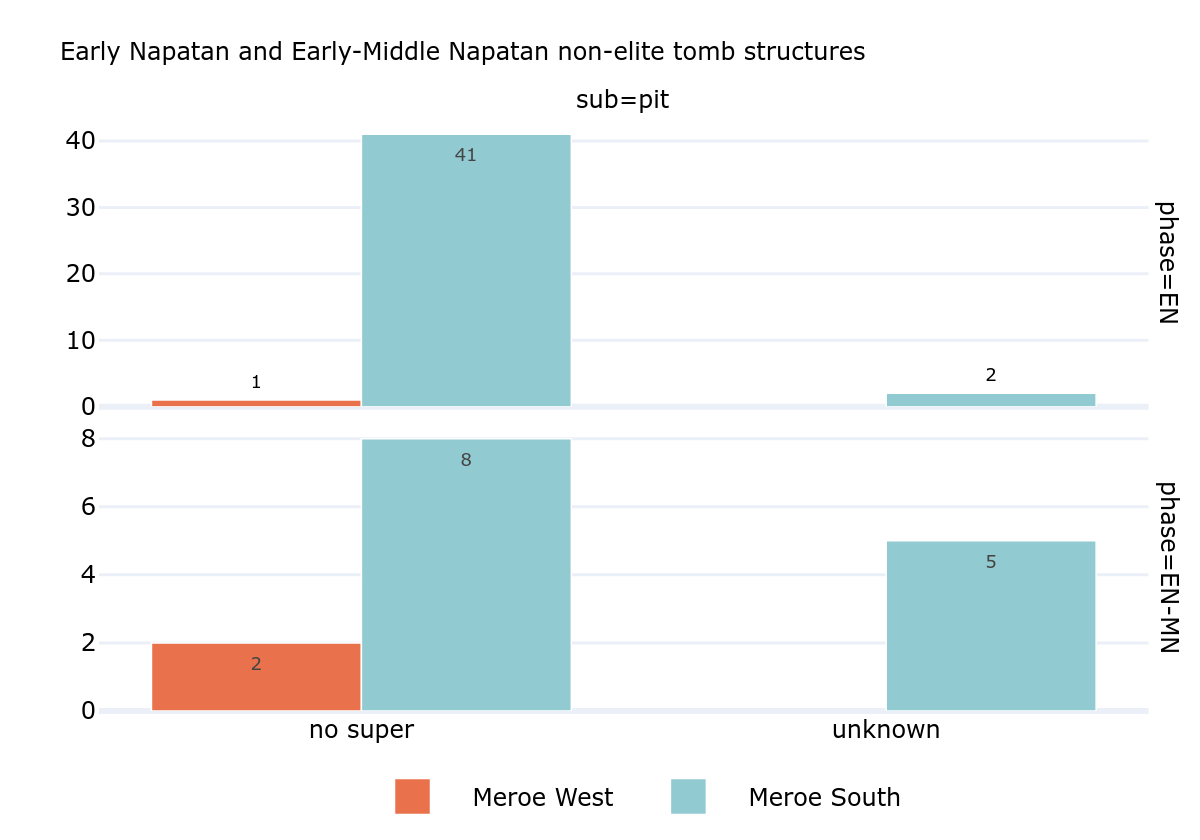 Early Napatan and Early-Middle Napatan non-elite tomb structures
sub=pit
40
30
20
10
0
1
41
2
phase=EN
8
6
4
2
0
2
8
5
phase=EN-MN
no super
unknown
Meroe West
Meroe South